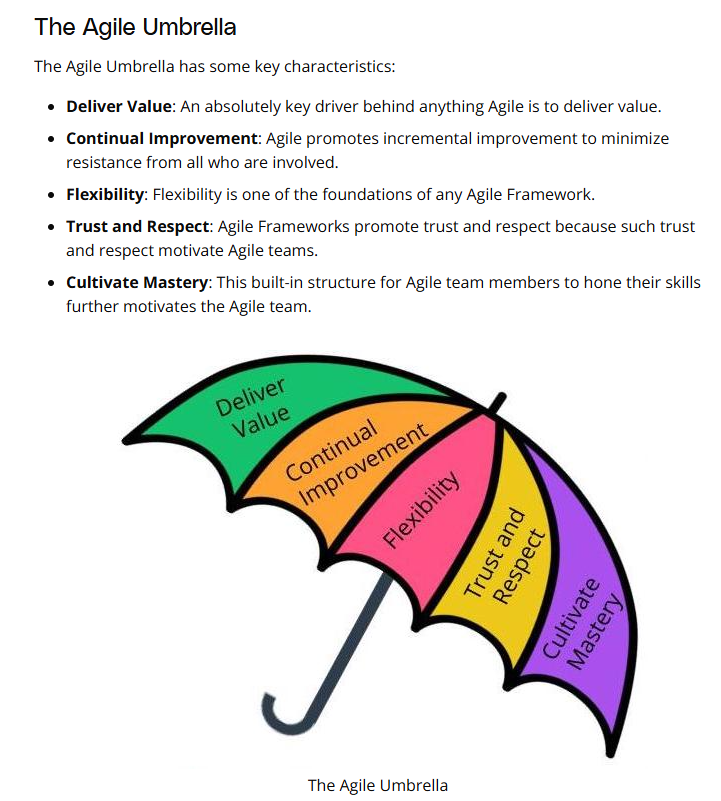 The Agile Umbrella
The Agile Umbrella has some key characteristics:
• Deliver Value: An absolutely key driver behind anything Agile is to deliver value.
• Continual Improvement: Agile promotes incremental improvement to minimize
resistance from all who are involved.
• Flexibility: Flexibility is one of the foundations of any Agile Framework.
• Trust and Respect: Agile Frameworks promote trust and respect because such trust
and respect motivate Agile teams.
• Cultivate Mastery: This built-in structure for Agile team members to hone their skills
further motivates the Agile team.
Deliver
Value
Continual
Improvement
Flexibility
Trust and
Respect
Cultivate
Mastery
The Agile Umbrella